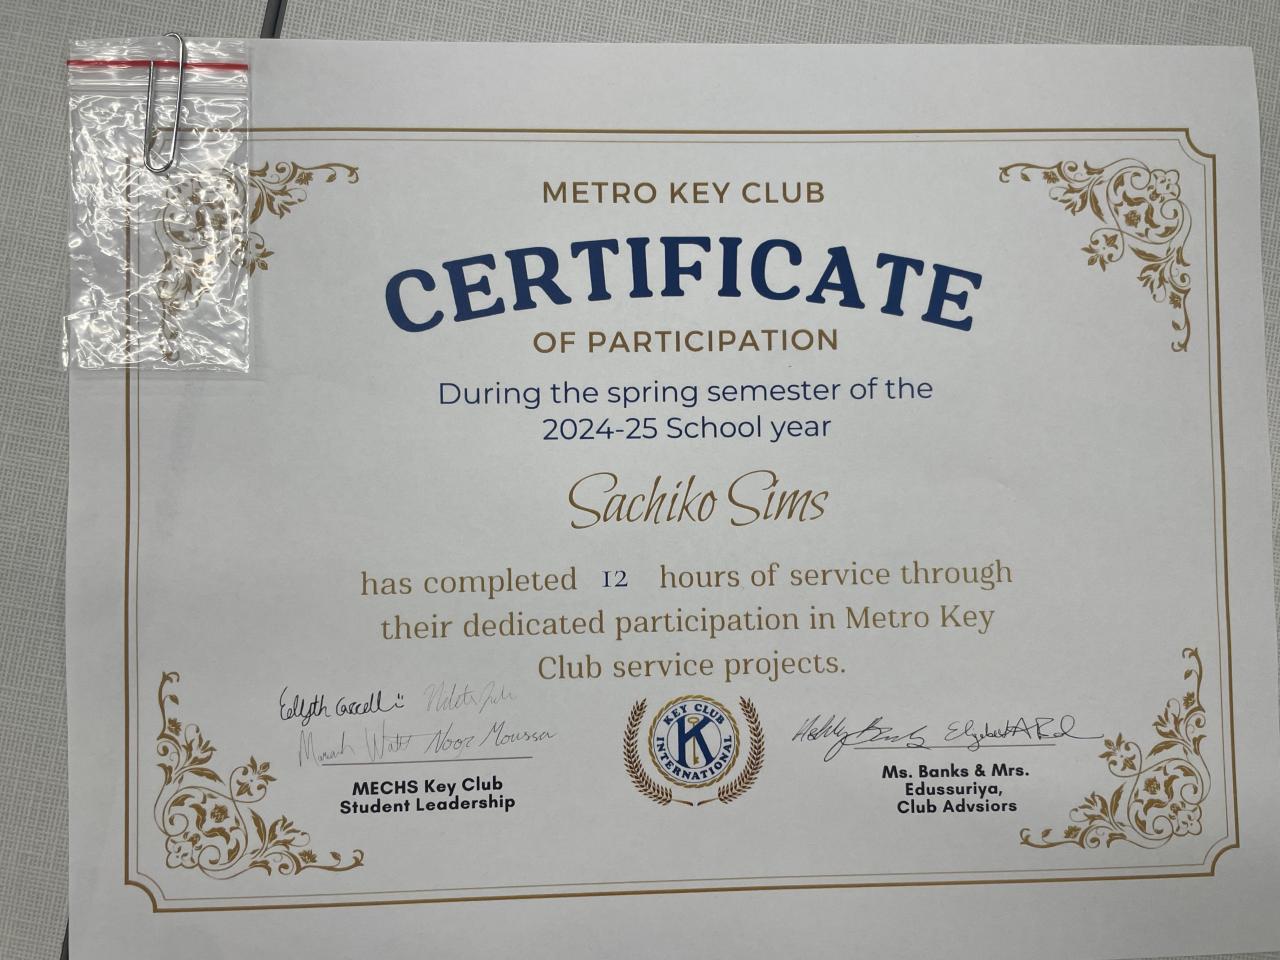 METRO KEY CLUB
CERTIFICATE
OF PARTICIPATION
During the spring semester of the
2024-25 School year
Sachiko Sims
has completed 12 hours of service through
their dedicated participation in Metro Key
Club service projects.
Noor Moussa
MECHS Key Club
Student Leadership
KEY CLUB
K
INTERNATIONAL
Ms. Banks & Mrs.
Edussuriya,
Club Advsiors